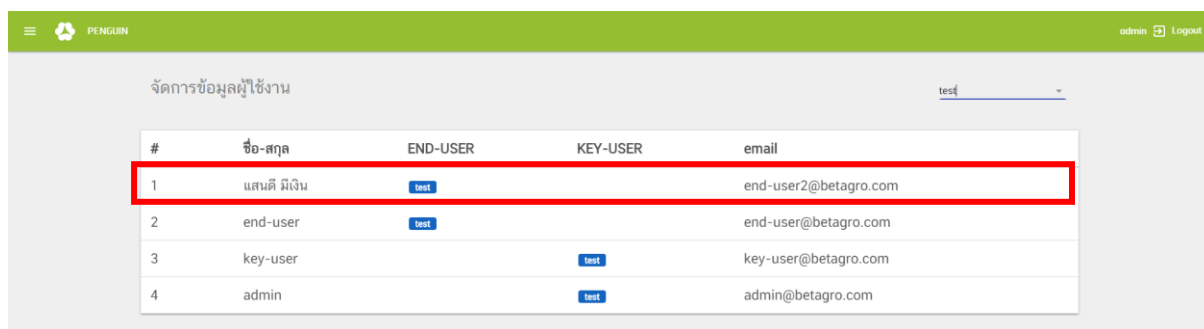 PENGUIN admin Logout
จัดการข้อมูลผู้ใช้งาน test
# ชื่อ-สกุล END-USER KEY-USER email
1 แสนดี มีเงิน test end-user2@betagro.com
2 end-user test end-user@betagro.com
3 key-user test key-user@betagro.com
4 admin test admin@betagro.com